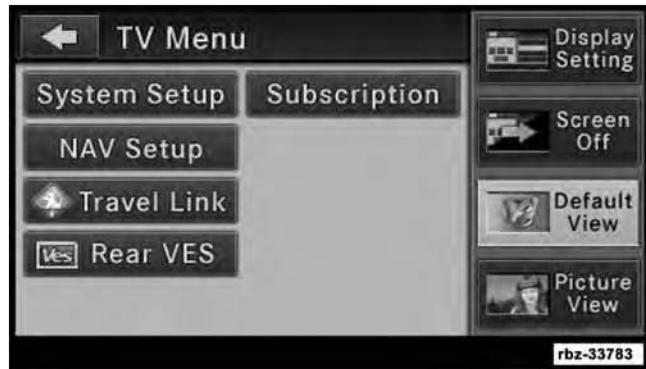 TV Menu
System Setup
Subscription
NAV Setup
Travel Link
Ves
Rear VES
Display
Setting
Screen
Off
Default
View
Picture
View
rbz-33783